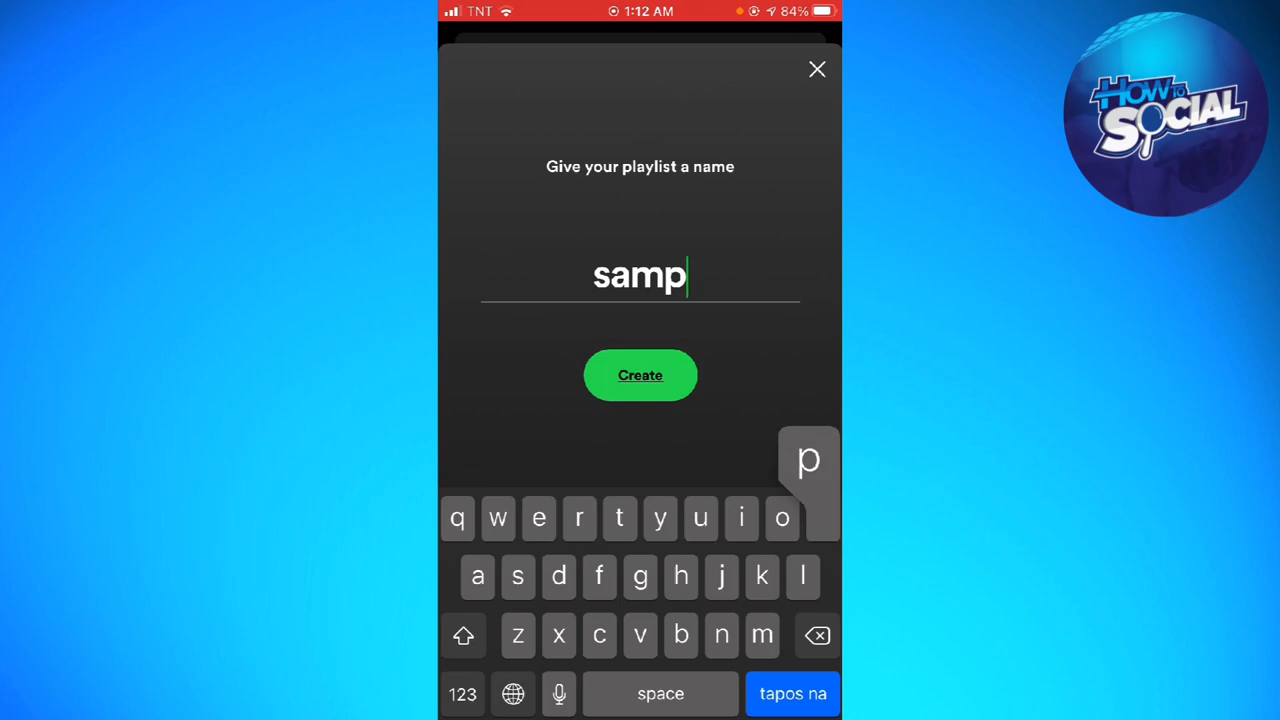 TNT 1:12 AM 84%
HOW TO
SOCIAL
Give your playlist a name
samp
Create
p
q w e r t y u i o
a s d f g h j k l
z x c v b n m
123 space tapos na